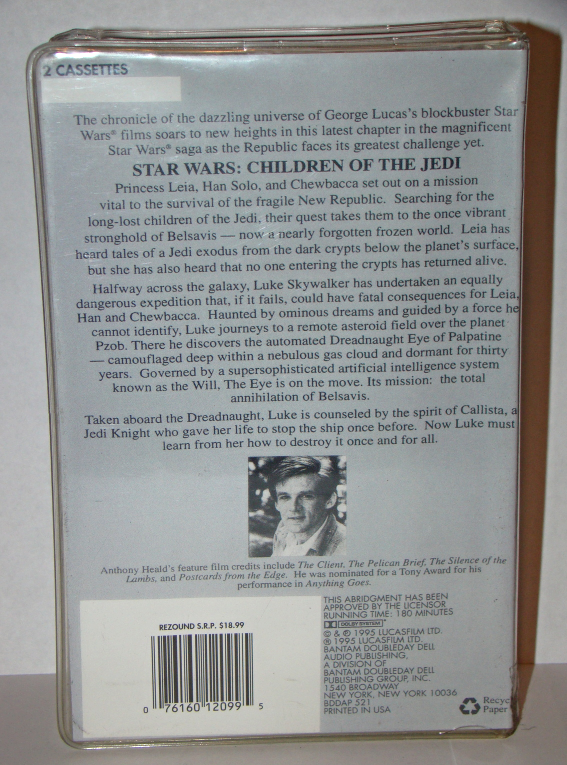 2 CASSETTES
The chronicle of the dazzling universe of George Lucas's blockbuster Star
Wars® films soars to new heights in this latest chapter in the magnificent
Star Wars® saga as the Republic faces its greatest challenge yet.
STAR WARS: CHILDREN OF THE JEDI
Princess Leia, Han Solo, and Chewbacca set out on a mission
vital to the survival of the fragile New Republic. Searching for the
long-lost children of the Jedi, their quest takes them to the once vibrant
stronghold of Belsavis — now a nearly forgotten frozen world. Leia has
heard tales of a Jedi exodus from the dark crypts below the planet's surface,
but she has also heard that no one entering the crypts has returned alive.
Halfway across the galaxy, Luke Skywalker has undertaken an equally
dangerous expedition that, if it fails, could have fatal consequences for Leia,
Han and Chewbacca. Haunted by ominous dreams and guided by a force he
cannot identify, Luke journeys to a remote asteroid field over the planet
Pzob. There he discovers the automated Dreadnaught Eye of Palpatine
— camouflaged deep within a nebulous gas cloud and dormant for thirty
years. Governed by a supersophisticated artificial intelligence system
known as the Will, The Eye is on the move. Its mission: the total
annihilation of Belsavis.
Taken aboard the Dreadnaught, Luke is counseled by the spirit of Callista, a
Jedi Knight who gave her life to stop the ship once before. Now Luke must
learn from her how to destroy it once and for all.
Anthony Heald's feature film credits include The Client, The Pelican Brief, The Silence of the
Lambs, and Postcards from the Edge. He was nominated for a Tony Award for his
performance in Anything Goes.
REZOUND S.R.P. $18.99
0 76160 12099 5
THIS ABRIDGMENT HAS BEEN
APPROVED BY THE LICENSOR
RUNNING TIME: 180 MINUTES
DOLBY SYSTEM®
© & ℗ 1995 LUCASFILM LTD.
® 1995 LUCASFILM LTD.
BANTAM DOUBLEDAY DELL
AUDIO PUBLISHING,
A DIVISION OF
BANTAM DOUBLEDAY DELL
PUBLISHING GROUP, INC.
1540 BROADWAY
NEW YORK, NEW YORK 10036
BDDAP 521
PRINTED IN USA
Recyc
Paper